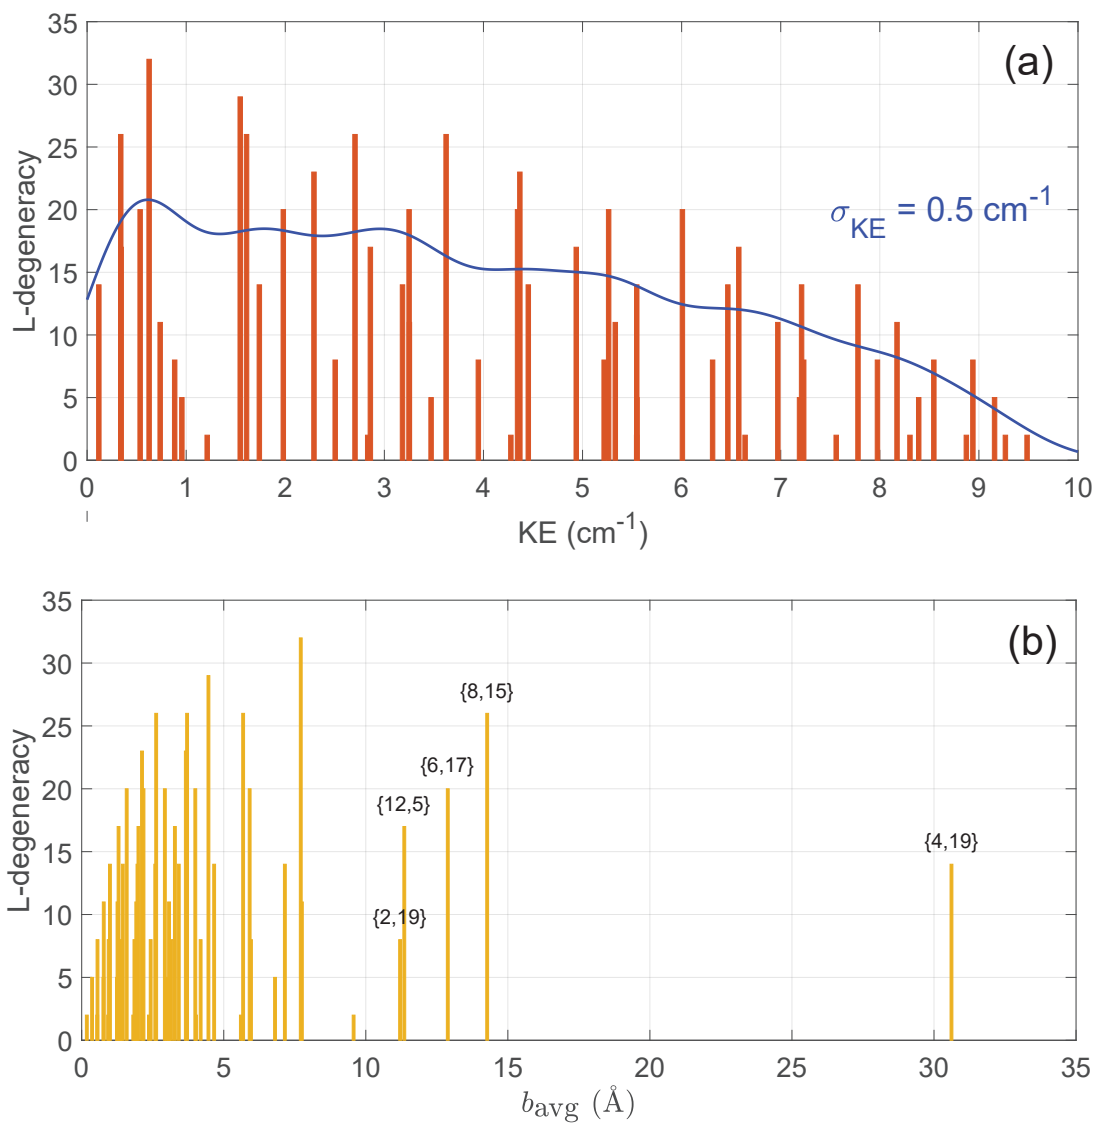 (a)
L-degeneracy
35
30
25
20
15
10
5
0
σKE = 0.5 cm-1
0 1 2 3 4 5 6 7 8 9 10
KE (cm-1)
(b)
L-degeneracy
35
30
25
20
15
10
5
0
{8,15}
{6,17}
{12,5}
{4,19}
{2,19}
0 5 10 15 20 25 30 35
bavg (Å)